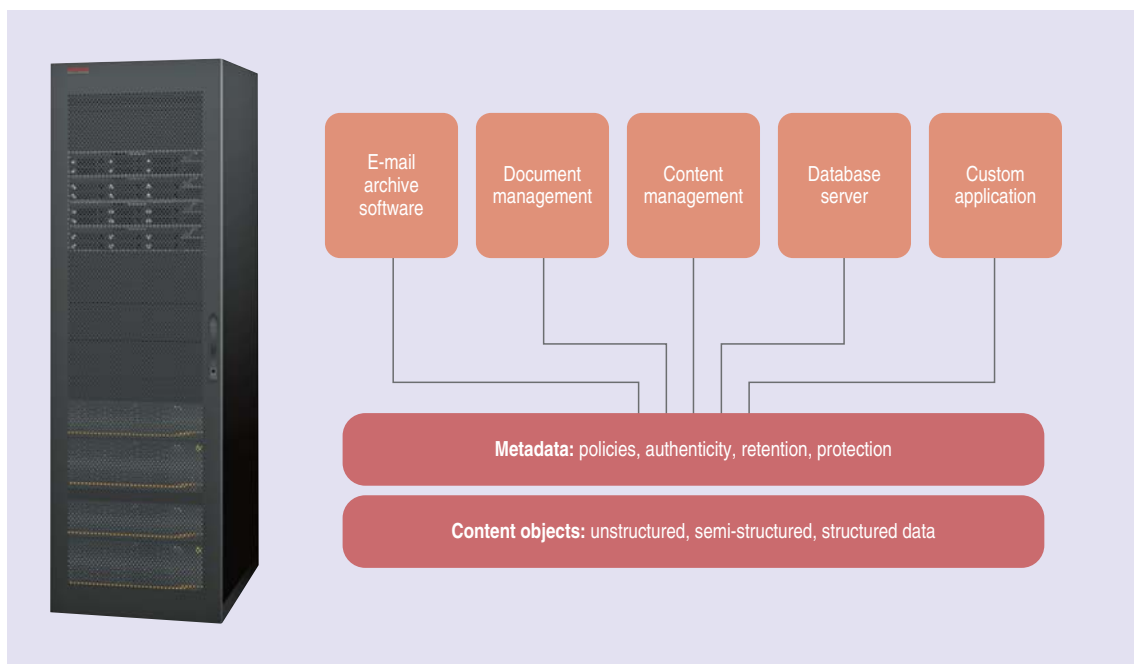 E-mail
archive
software
Document
management
Content
management
Database
server
Custom
application
Metadata: policies, authenticity, retention, protection
Content objects: unstructured, semi-structured, structured data